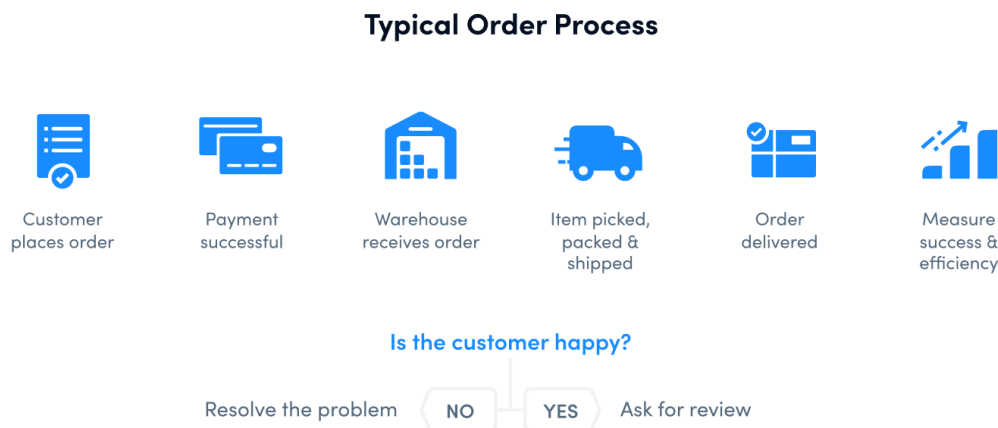 Typical Order Process
Customer
places order
Payment
successful
Warehouse
receives order
Item picked,
packed &
shipped
Order
delivered
Measure
success &
efficiency
Is the customer happy?
Resolve the problem
NO
YES
Ask for review